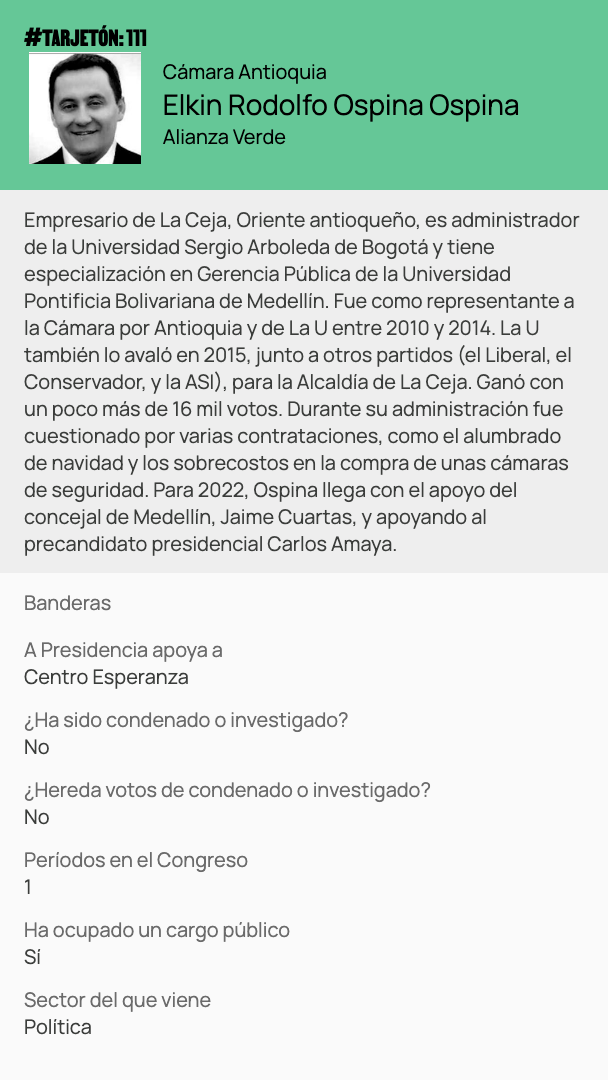 #TARJETÓN: 111
Cámara Antioquia
Elkin Rodolfo Ospina Ospina
Alianza Verde
Empresario de La Ceja, Oriente antioqueño, es administrador
de la Universidad Sergio Arboleda de Bogotá y tiene
especialización en Gerencia Pública de la Universidad
Pontificia Bolivariana de Medellín. Fue como representante a
la Cámara por Antioquia y de La U entre 2010 y 2014. La U
también lo avaló en 2015, junto a otros partidos (el Liberal, el
Conservador, y la ASI), para la Alcaldía de La Ceja. Ganó con
un poco más de 16 mil votos. Durante su administración fue
cuestionado por varias contrataciones, como el alumbrado
de navidad y los sobrecostos en la compra de unas cámaras
de seguridad. Para 2022, Ospina llega con el apoyo del
concejal de Medellín, Jaime Cuartas, y apoyando al
precandidato presidencial Carlos Amaya.
Banderas
A Presidencia apoya a
Centro Esperanza
¿Ha sido condenado o investigado?
No
¿Hereda votos de condenado o investigado?
No
Períodos en el Congreso
1
Ha ocupado un cargo público
Sí
Sector del que viene
Política